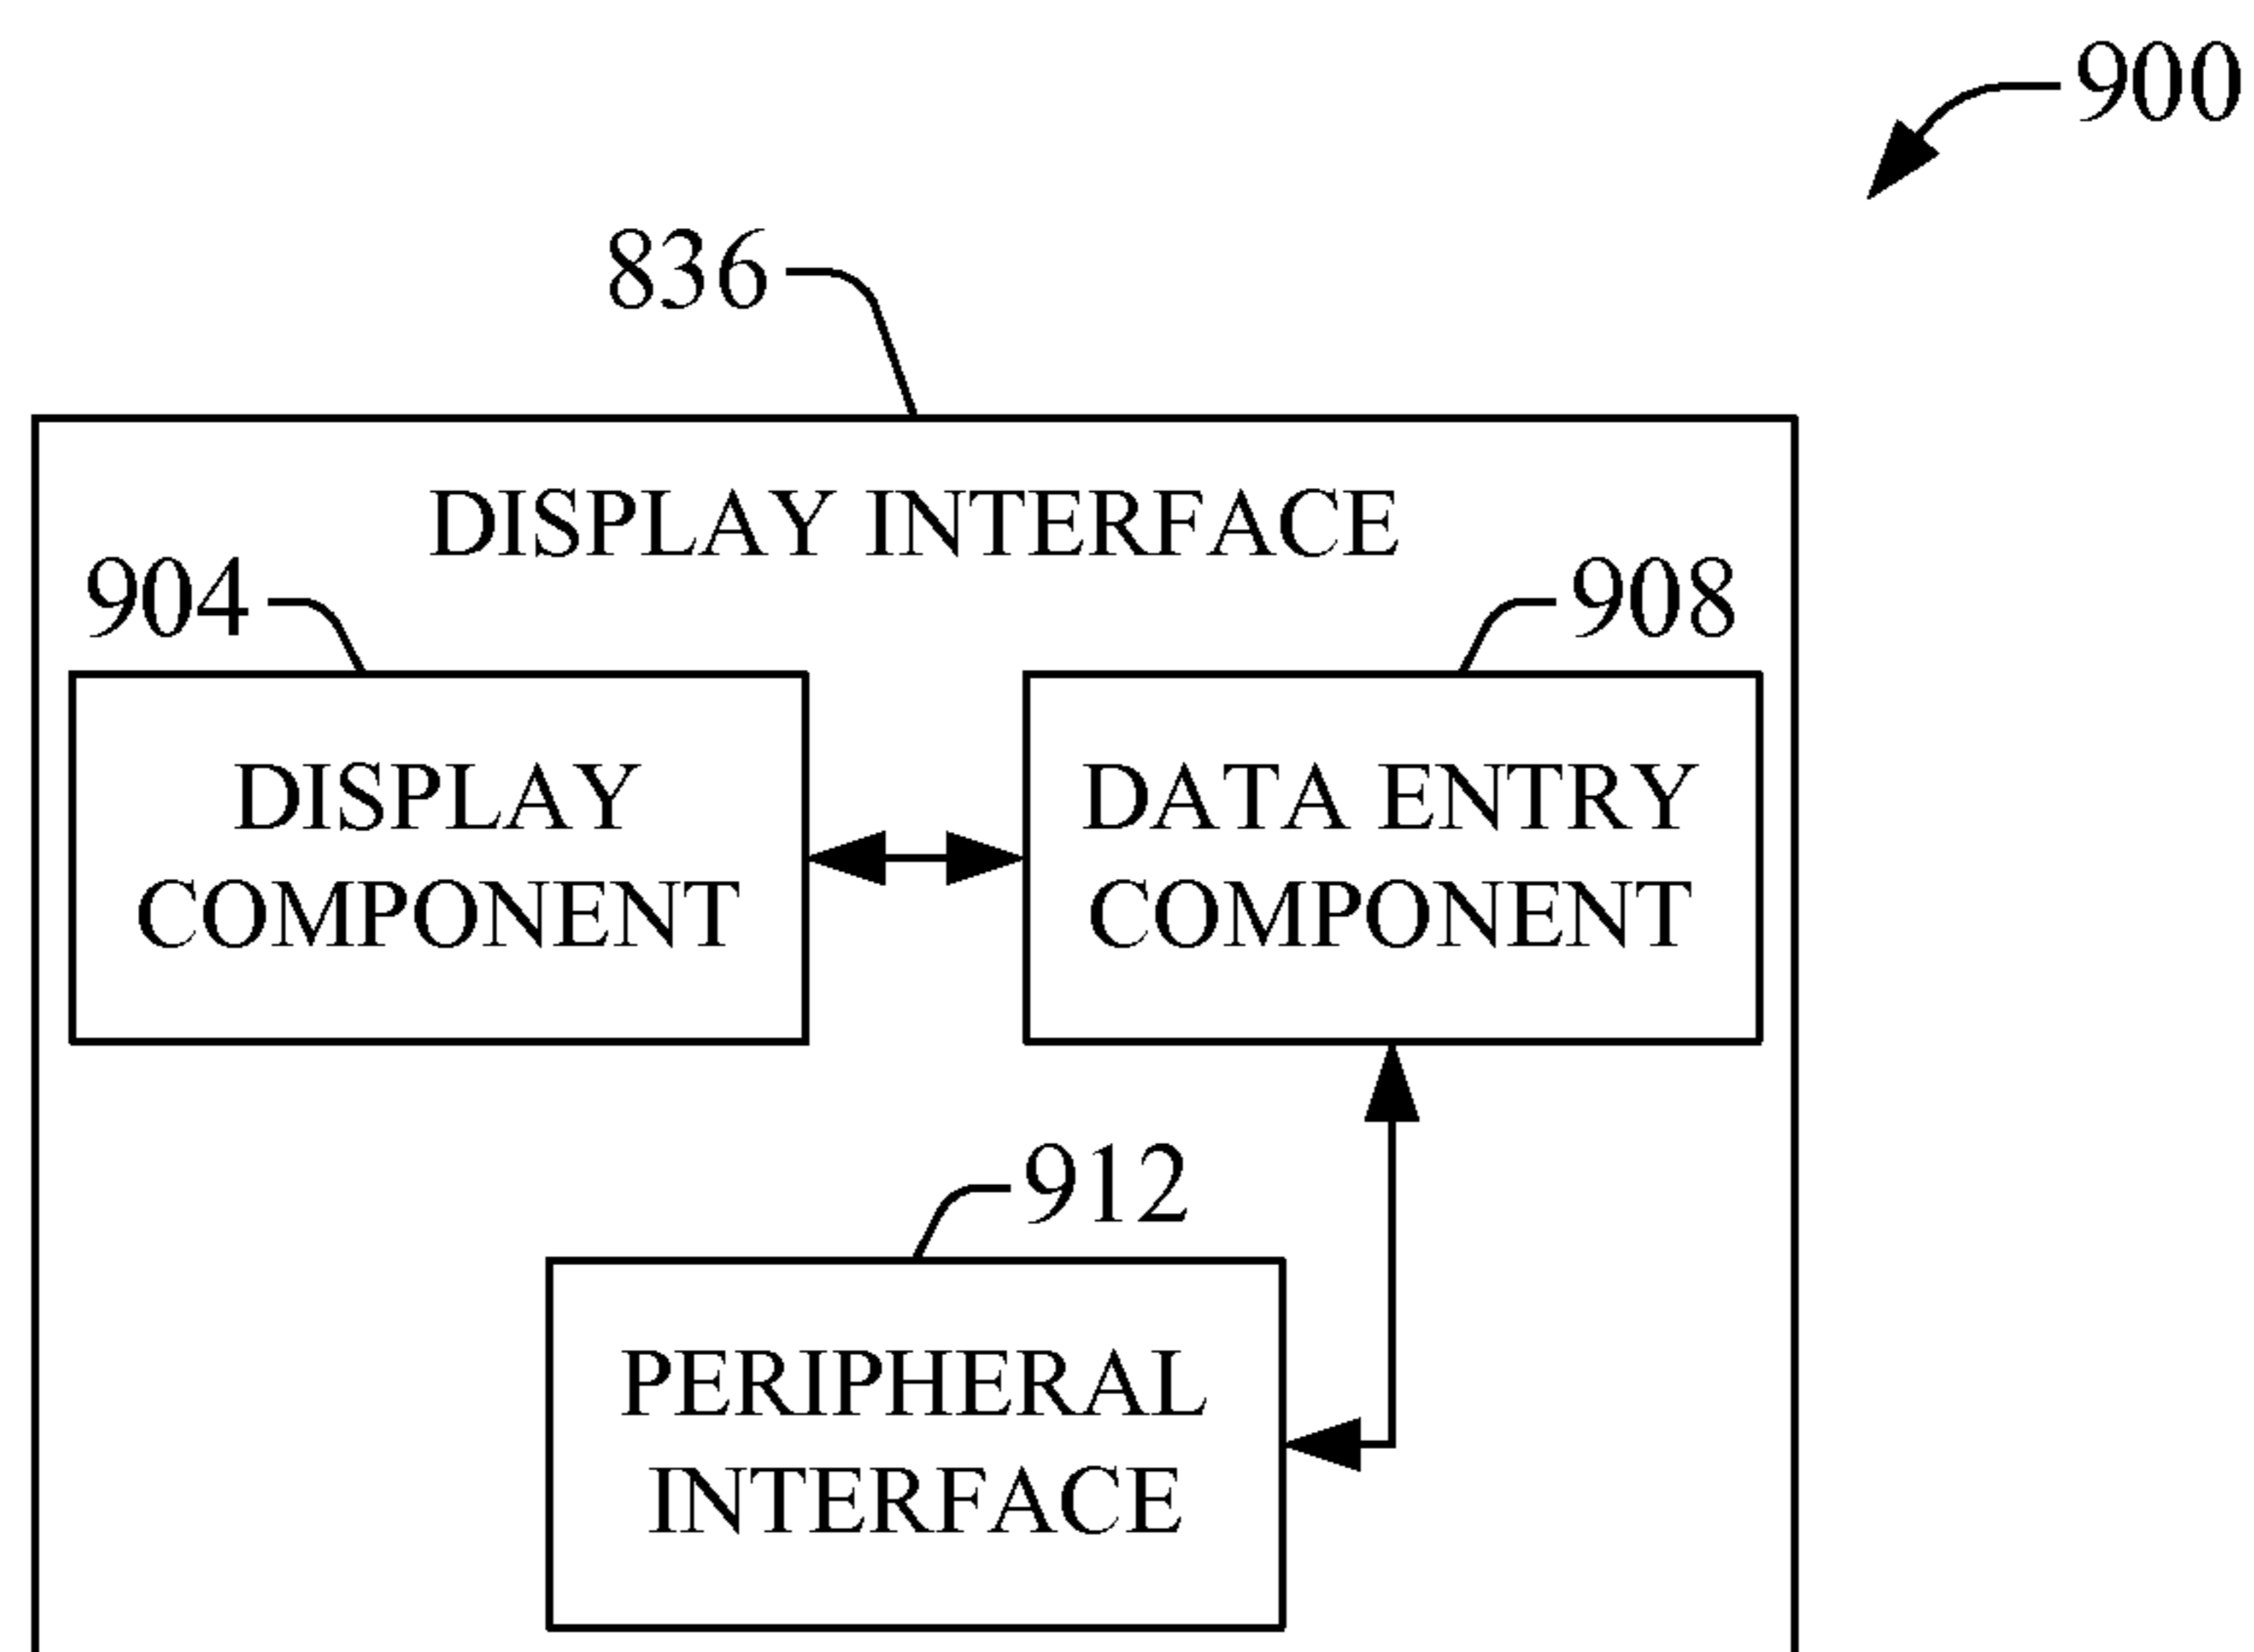 900
836
DISPLAY INTERFACE
904
908
DISPLAY
COMPONENT
DATA ENTRY
COMPONENT
912
PERIPHERAL
INTERFACE